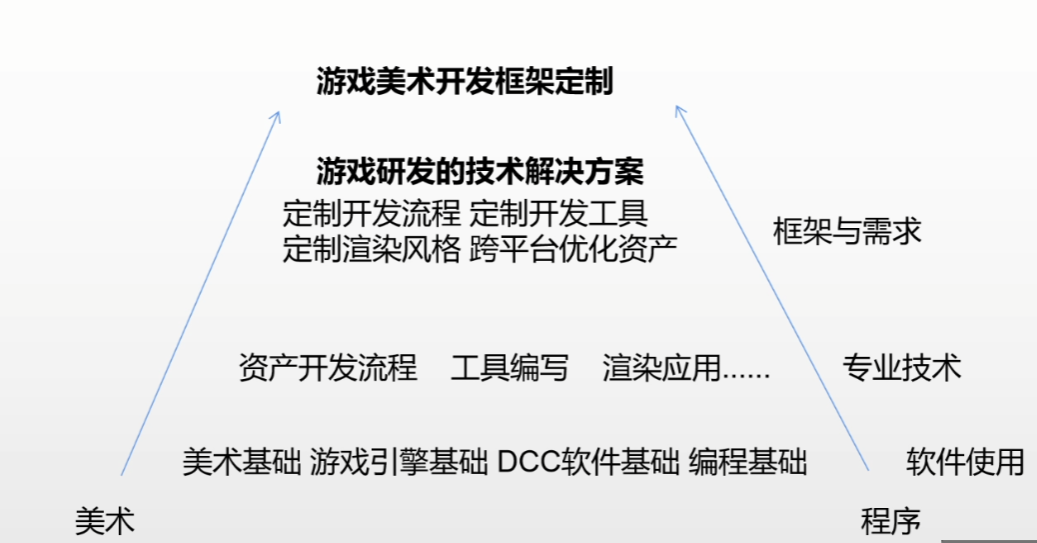 游戏美术开发框架定制
游戏研发的技术解决方案
定制开发流程 定制开发工具
定制渲染风格 跨平台优化资产
框架与需求
资产开发流程 工具编写 渲染应用......
专业技术
美术基础 游戏引擎基础 DCC软件基础 编程基础
软件使用
美术
程序